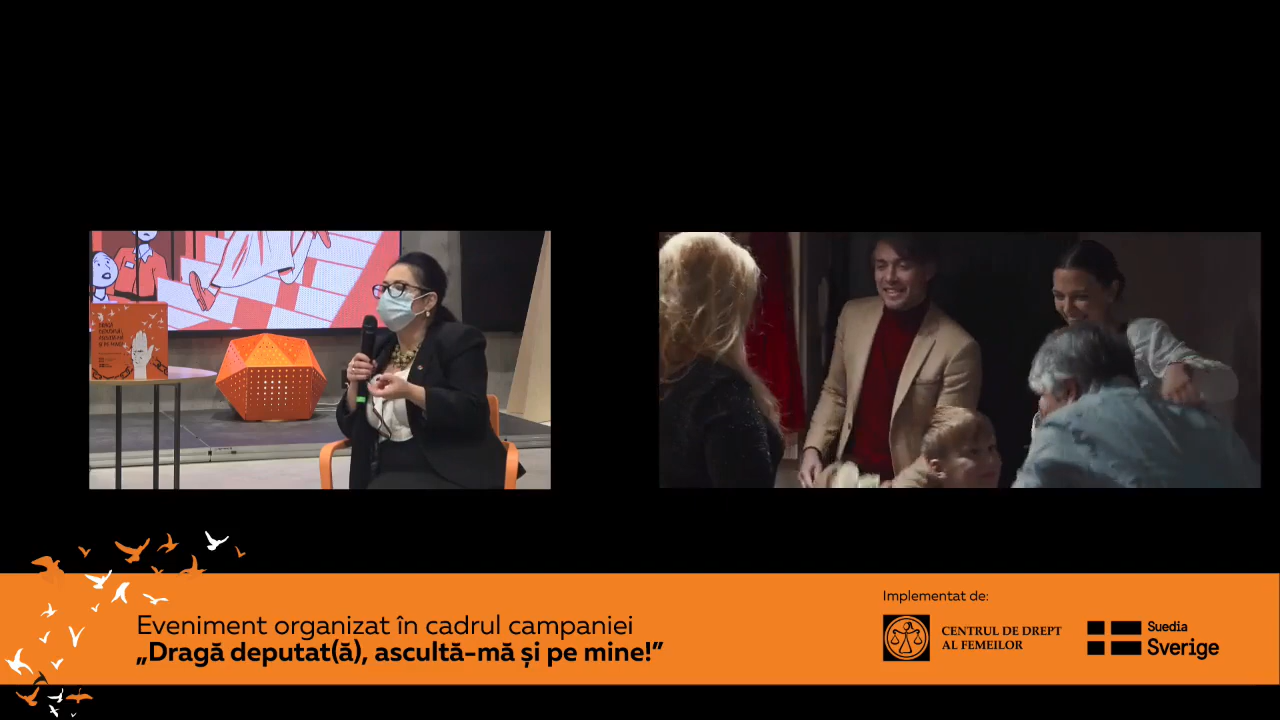 DRAGĂ
Eveniment organizat în cadrul campaniei
„Dragă deputat(ă), ascultă-mă și pe mine!”
Implementat de:
CENTRUL DE DREPT
AL FEMEILOR
Suedia
Sverige